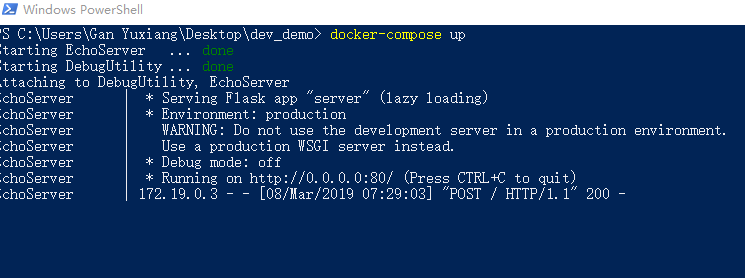 Windows PowerShell
PS C:\Users\Gan Yuxiang\Desktop\dev_demo> docker-compose up
Starting EchoServer   ... done
Starting DebugUtility ... done
Attaching to DebugUtility, EchoServer
EchoServer      |  * Serving Flask app "server" (lazy loading)
EchoServer      |  * Environment: production
EchoServer      |    WARNING: Do not use the development server in a production environment.
EchoServer      |    Use a production WSGI server instead.
EchoServer      |  * Debug mode: off
EchoServer      |  * Running on http://0.0.0.0:80/ (Press CTRL+C to quit)
EchoServer      | 172.19.0.3 - - [08/Mar/2019 07:29:03] "POST / HTTP/1.1" 200 -